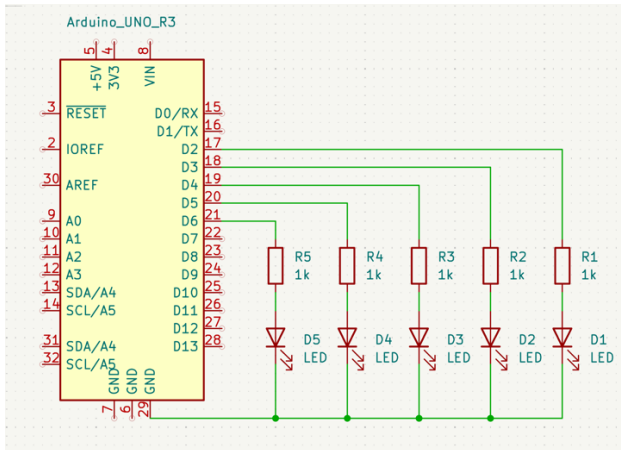 Arduino_UNO_R3
5 4 8
+5V 3V3 VIN
3 RESET D0/RX 15
D1/TX 16
2 IOREF D2 17
D3 18
30 AREF D4 19
D5 20
9 A0 D6 21
10 A1 D7 22
11 A2 D8 23
12 A3 D9 24
13 SDA/A4 D10 25
14 SCL/A5 D11 26
D12 27
31 SDA/A4 D13 28
32 SCL/A5
GND GND GND
7 6 29
R5 R4 R3 R2 R1
1k 1k 1k 1k 1k
D5 D4 D3 D2 D1
LED LED LED LED LED